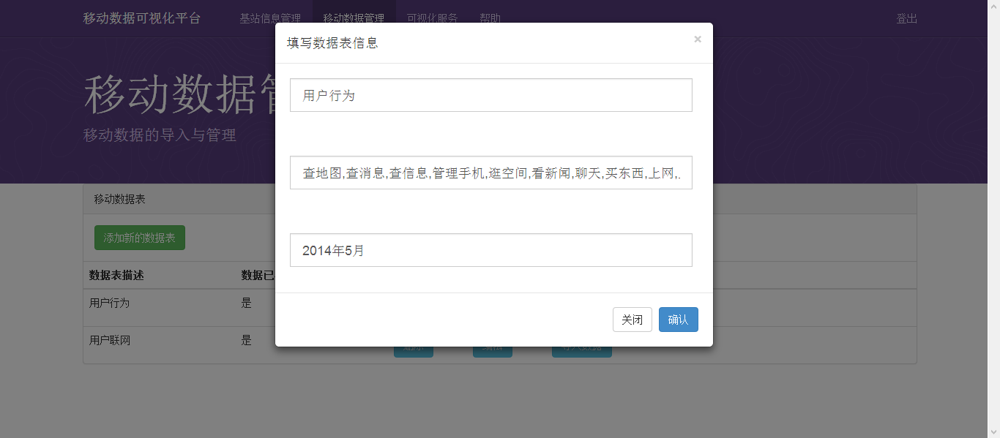 移动数据可视化平台 基站信息管理 移动数据管理 可视化服务 帮助 登出
填写数据表信息 ×
移动数据
移动数据的导入与管理
用户行为
查地图,查消息,查信息,管理手机,逛空间,看新闻,聊天,买东西,上网,.
2014年5月
关闭 确认
移动数据表
添加新的数据表
数据表描述 数据已
用户行为 是
用户联网 是